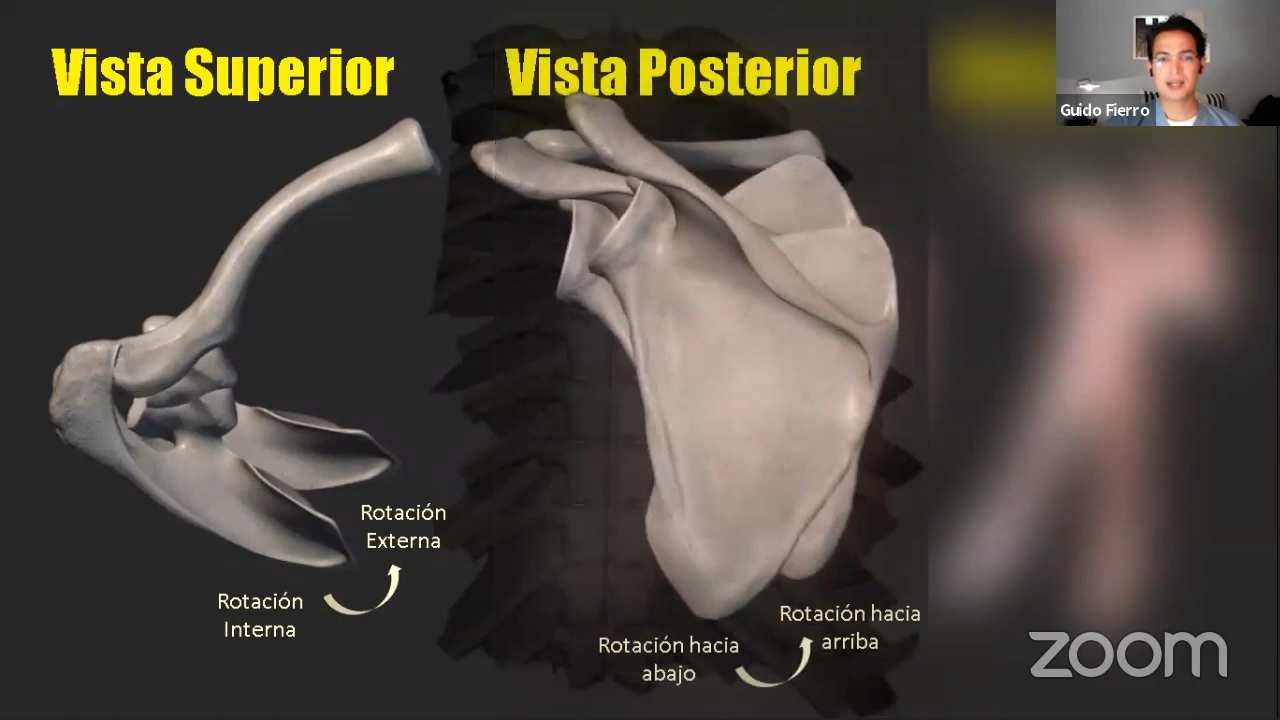 Vista Superior
Vista Posterior
Guido Fierro
Rotación
Externa
Rotación
Interna
Rotación hacia
arriba
Rotación hacia
abajo
zoom